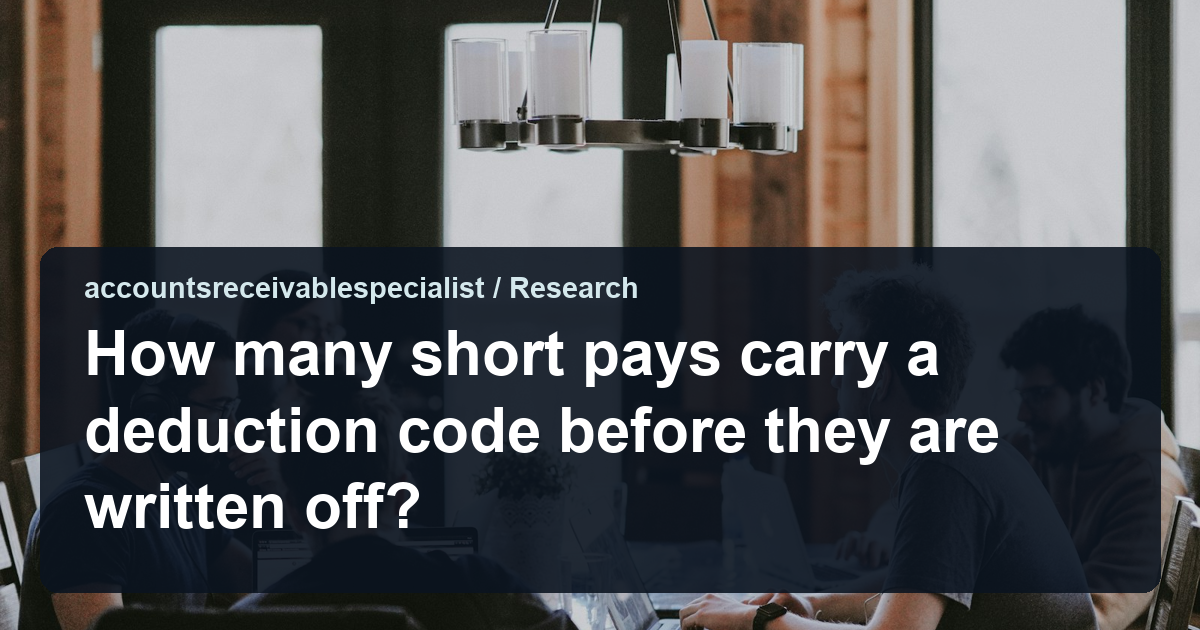 accountsreceivablespecialist / Research
How many short pays carry a
deduction code before they are
written off?